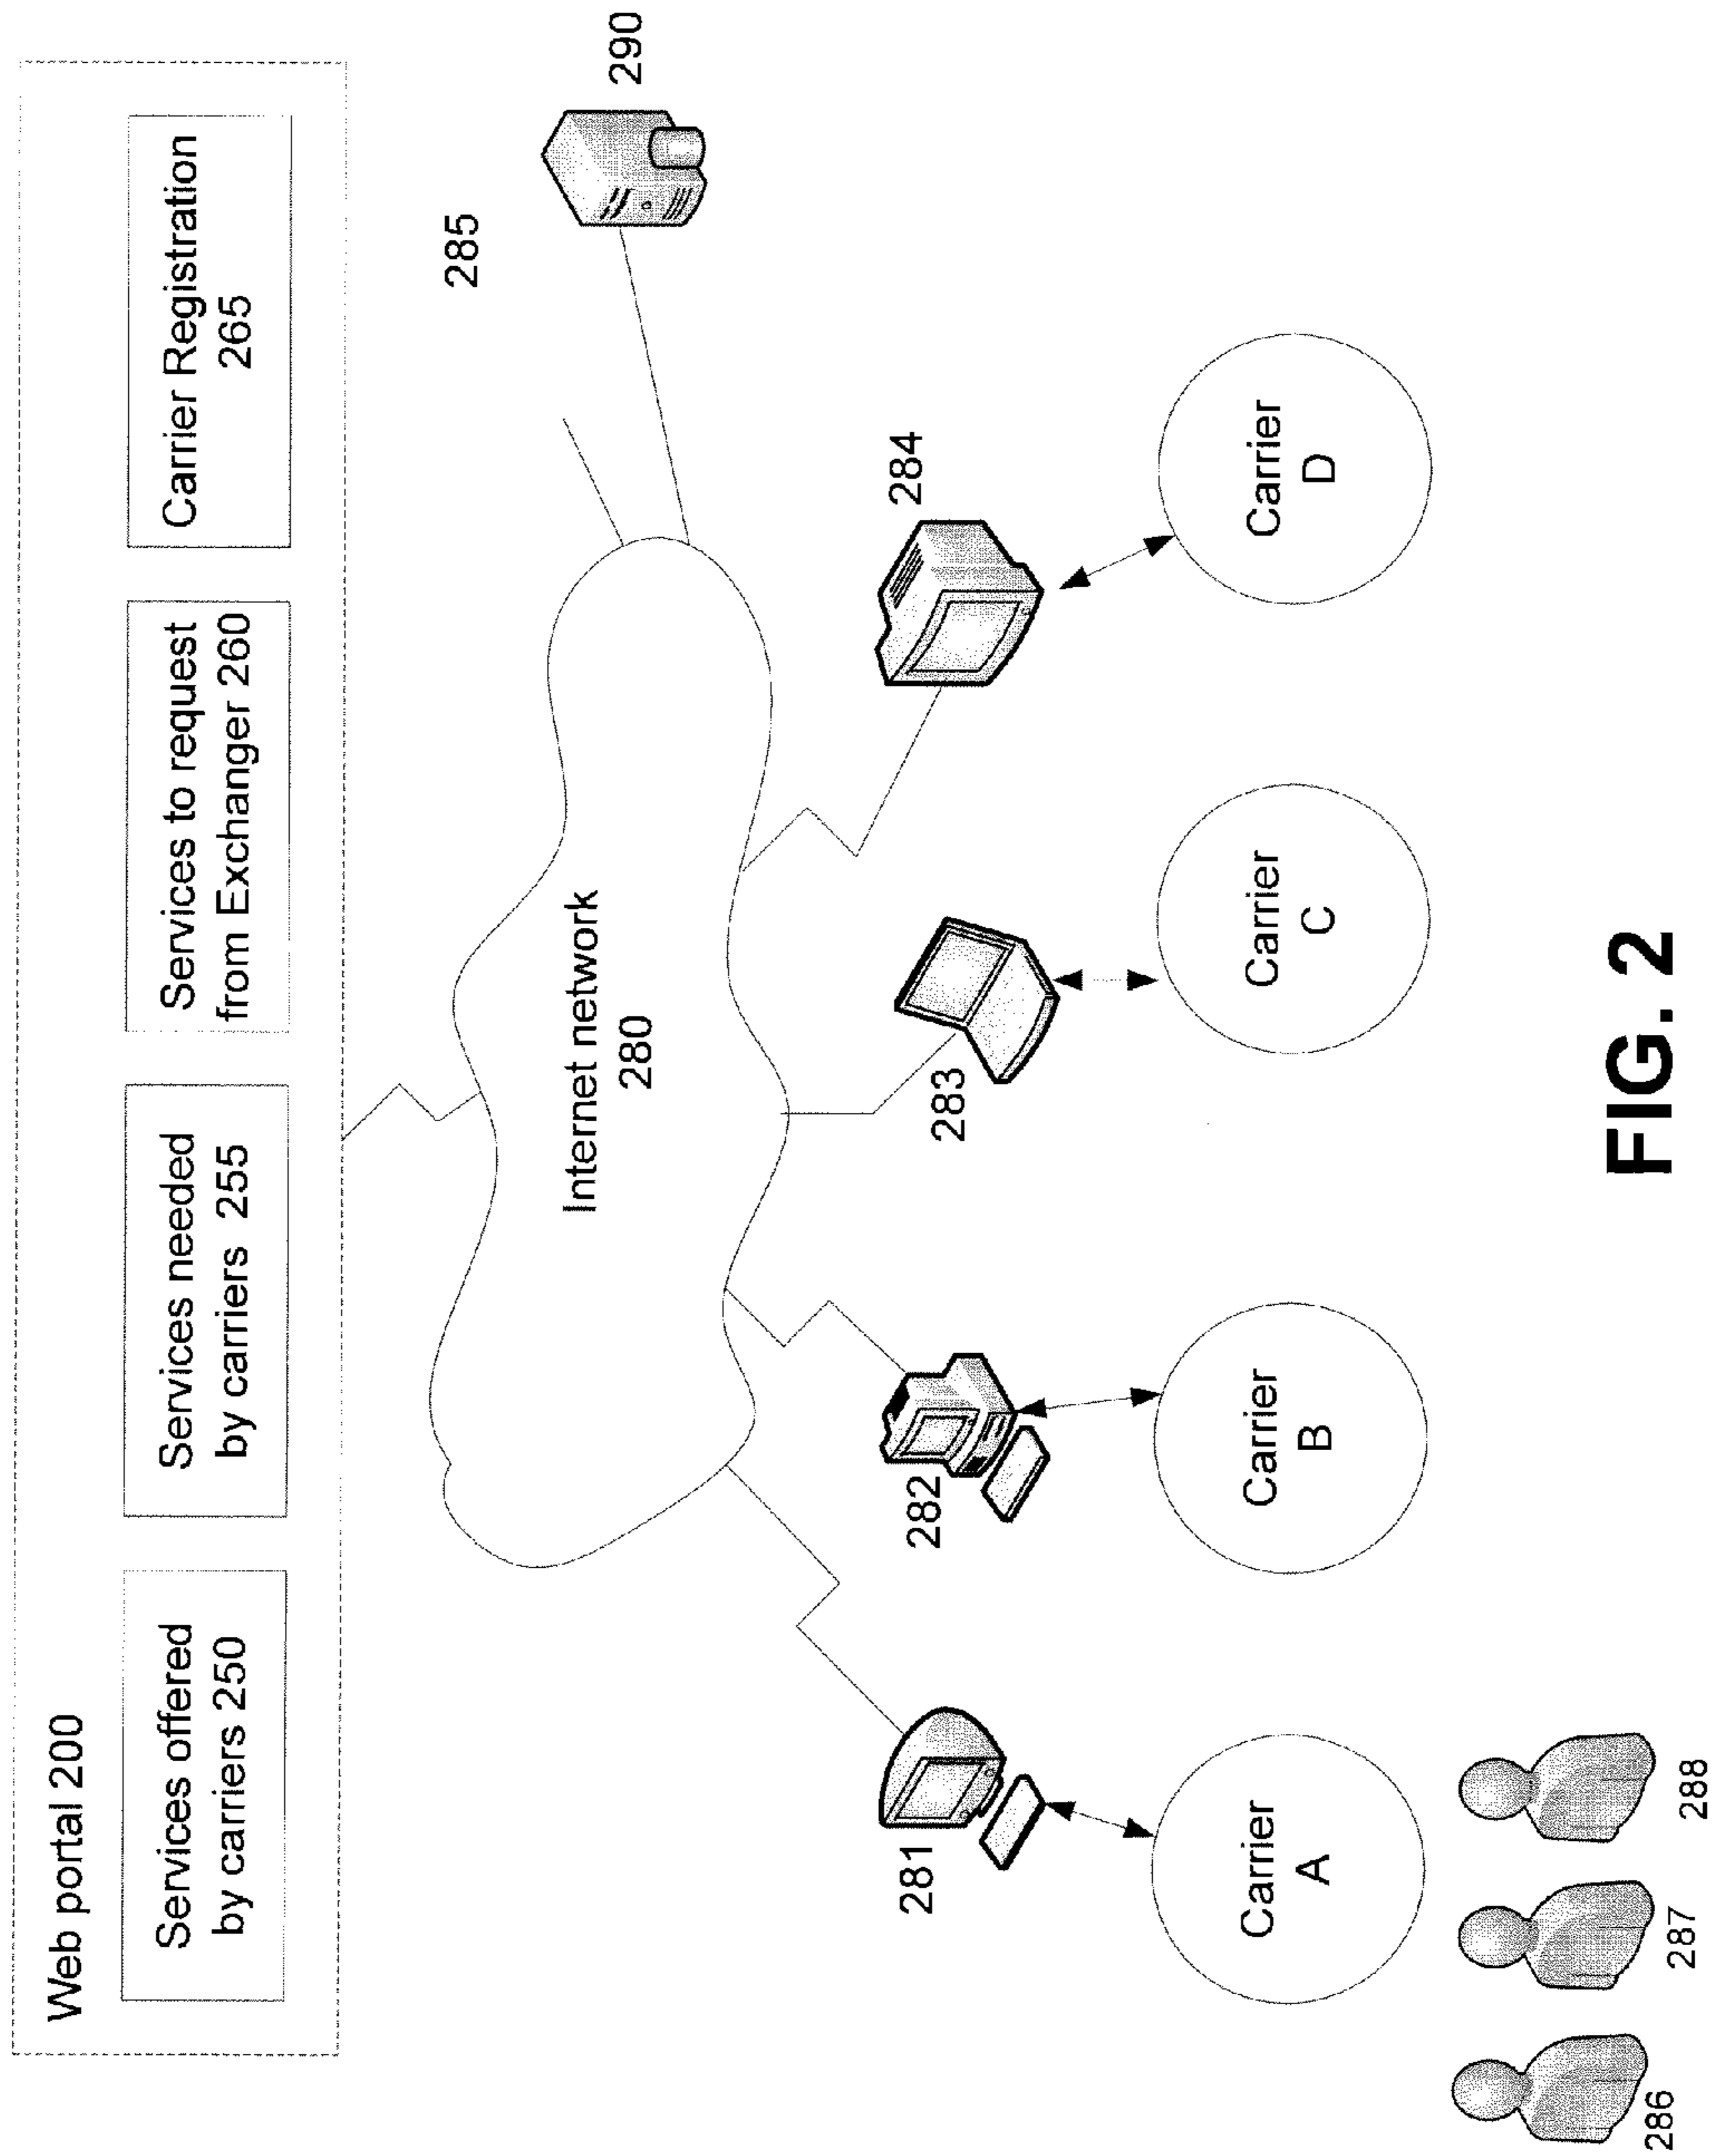 Web portal 200
Services offered
by carriers 250
Services needed
by carriers 255
Services to request
from Exchanger 260
Carrier Registration
265
285
290
Internet network
280
281
282
283
284
Carrier
A
Carrier
B
Carrier
C
Carrier
D
286
287
288
FIG. 2